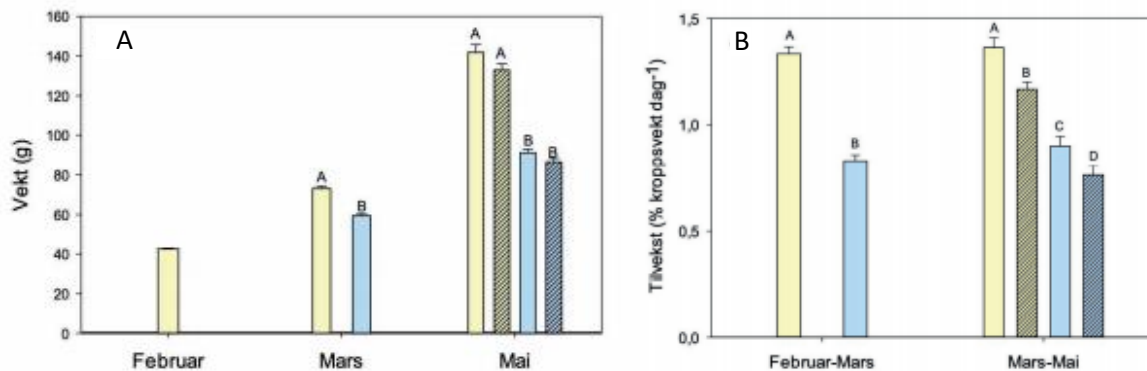 A
Vekt (g)
160
140
120
100
80
60
40
20
0
A
B
A
A
B
B
Februar
Mars
Mai
B
Tilvekst (% kroppsvekt dag-1)
1,5
1,0
0,5
0,0
A
B
A
B
C
D
Februar-Mars
Mars-Mai